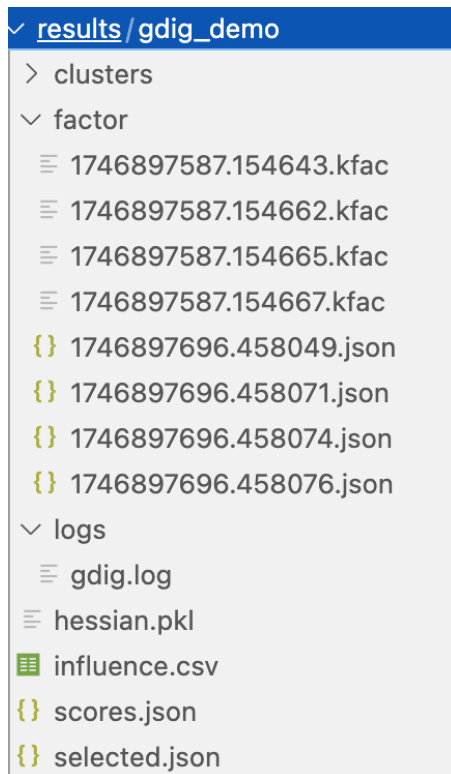 results/gdig_demo
clusters
factor
1746897587.154643.kfac
1746897587.154662.kfac
1746897587.154665.kfac
1746897587.154667.kfac
{} 1746897696.458049.json
{} 1746897696.458071.json
{} 1746897696.458074.json
{} 1746897696.458076.json
logs
gdig.log
hessian.pkl
influence.csv
{} scores.json
{} selected.json